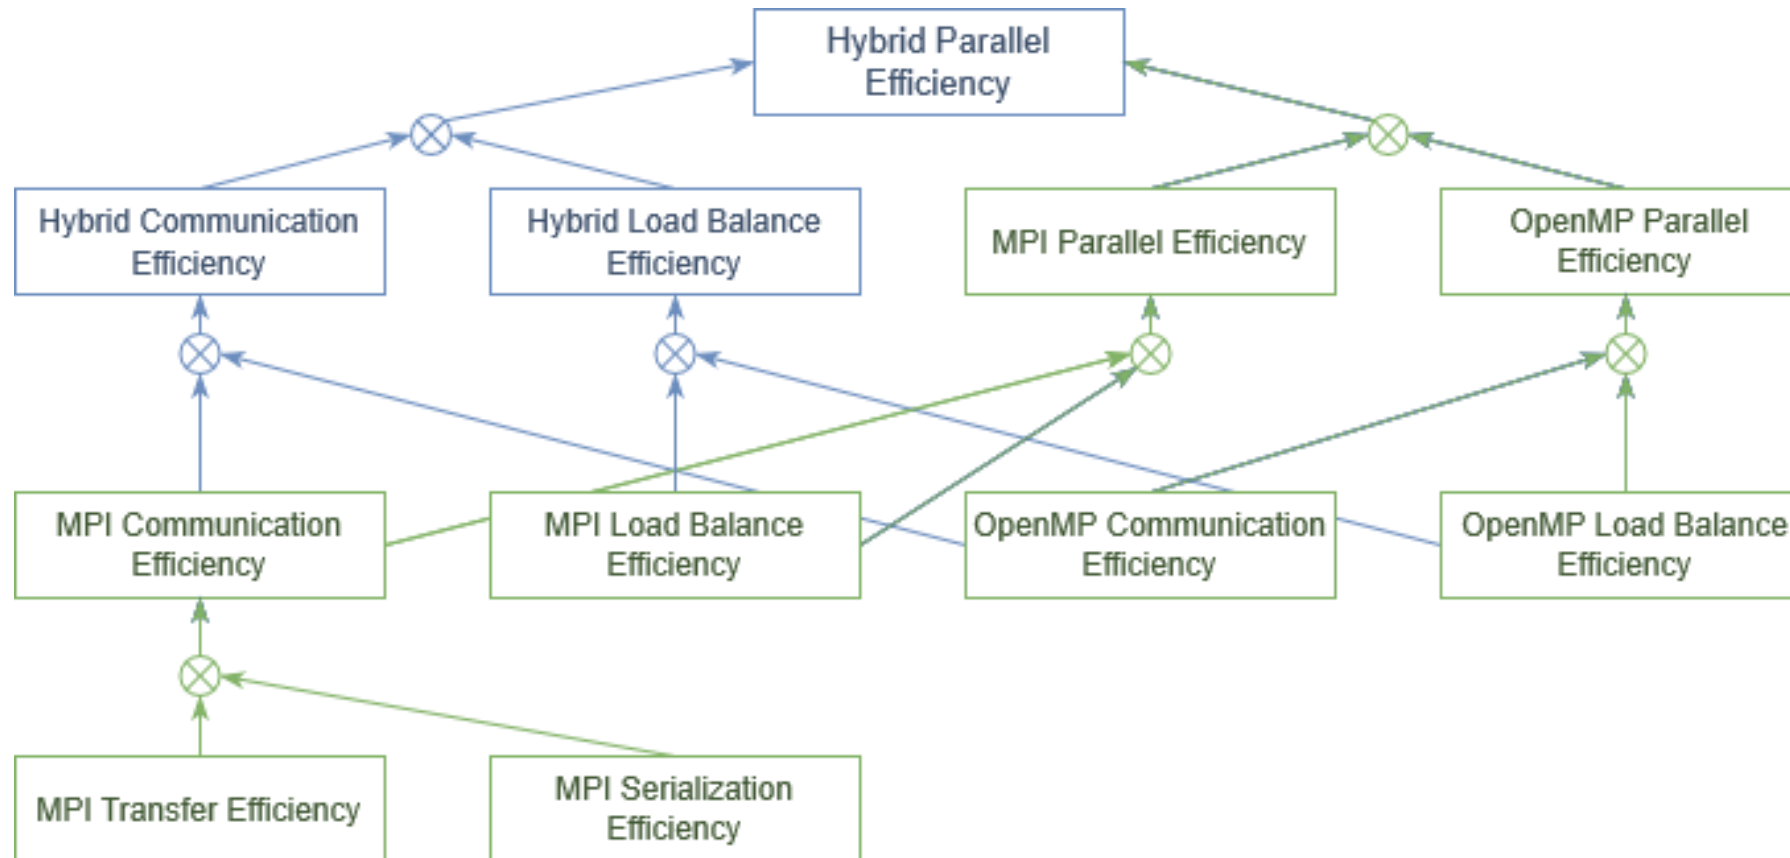 Hybrid Parallel
Efficiency
Hybrid Communication
Efficiency
Hybrid Load Balance
Efficiency
MPI Parallel Efficiency
OpenMP Parallel
Efficiency
MPI Communication
Efficiency
MPI Load Balance
Efficiency
OpenMP Communication
Efficiency
OpenMP Load Balance
Efficiency
MPI Transfer Efficiency
MPI Serialization
Efficiency